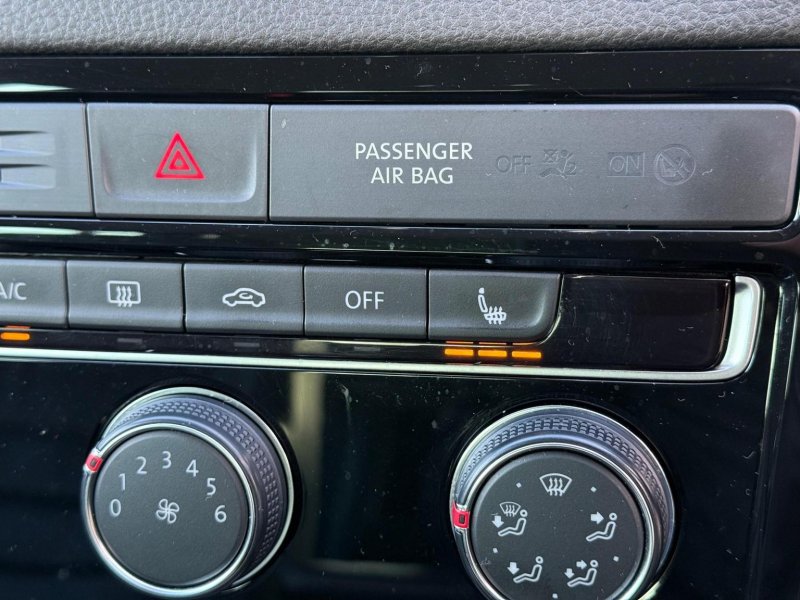 PASSENGER
AIR BAG
OFF
ON
A/C
OFF
0 1 2 3 4 5 6